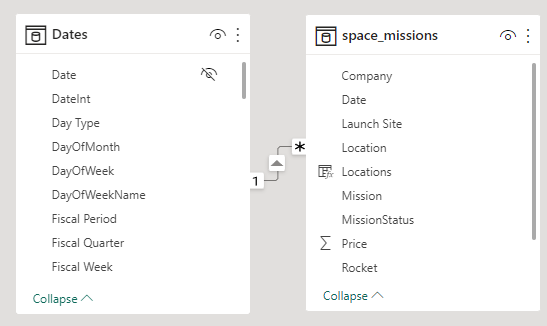 Dates
Date
DateInt
Day Type
DayOfMonth
DayOfWeek
DayOfWeekName
Fiscal Period
Fiscal Quarter
Fiscal Week
Collapse
1
*
space_missions
Company
Date
Launch Site
Location
Locations
Mission
MissionStatus
Σ Price
Rocket
Collapse